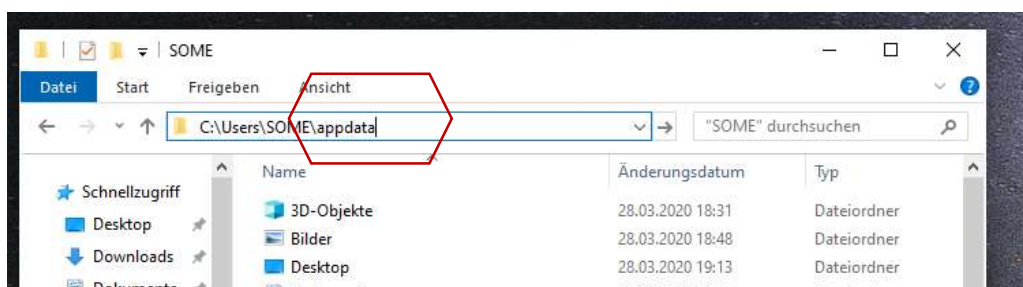 SOME
Datei Start Freigeben Ansicht
C:\Users\SOME\appdata "SOME" durchsuchen
Name Änderungsdatum Typ
Schnellzugriff
3D-Objekte 28.03.2020 18:31 Dateiordner
Desktop
Bilder 28.03.2020 18:48 Dateiordner
Downloads
Desktop 28.03.2020 19:13 Dateiordner